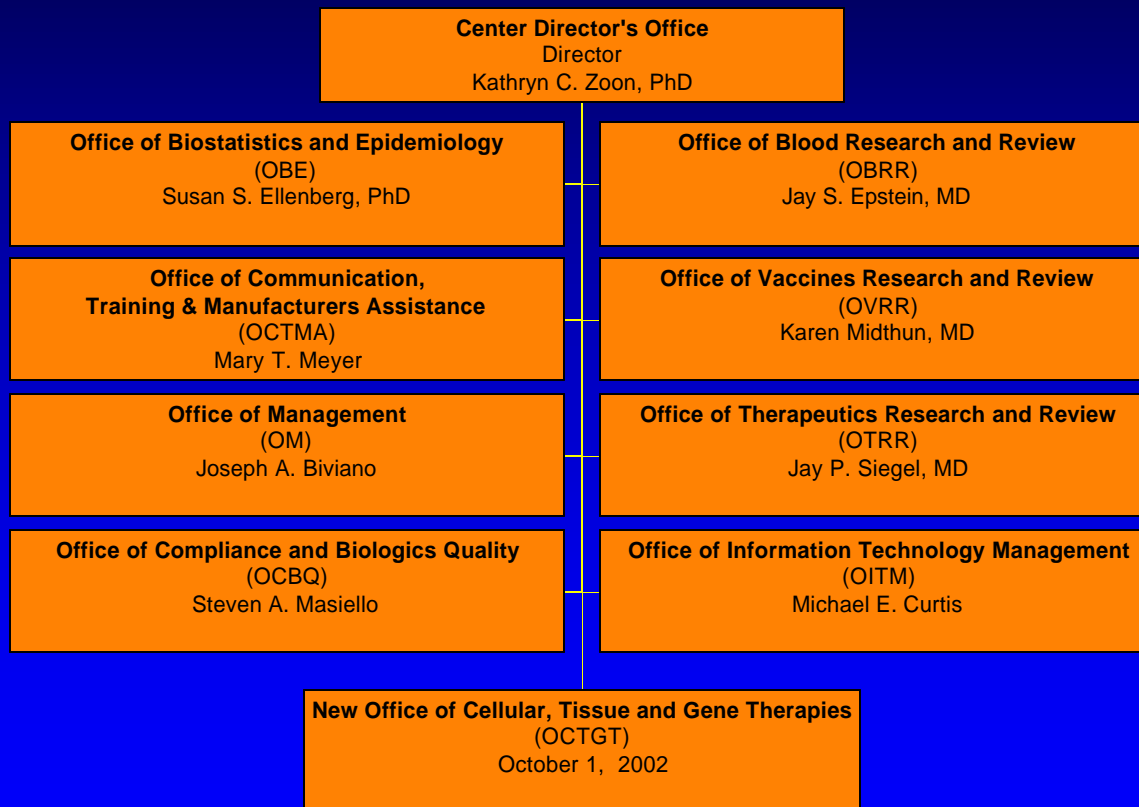 Center Director's Office
Director
Kathryn C. Zoon, PhD
Office of Biostatistics and Epidemiology
(OBE)
Susan S. Ellenberg, PhD
Office of Blood Research and Review
(OBRR)
Jay S. Epstein, MD
Office of Communication,
Training & Manufacturers Assistance
(OCTMA)
Mary T. Meyer
Office of Vaccines Research and Review
(OVRR)
Karen Midthun, MD
Office of Management
(OM)
Joseph A. Biviano
Office of Therapeutics Research and Review
(OTRR)
Jay P. Siegel, MD
Office of Compliance and Biologics Quality
(OCBQ)
Steven A. Masiello
Office of Information Technology Management
(OITM)
Michael E. Curtis
New Office of Cellular, Tissue and Gene Therapies
(OCTGT)
October 1, 2002